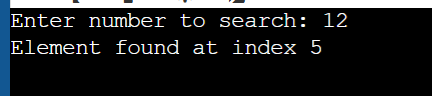 Enter number to search: 12
Element found at index 5